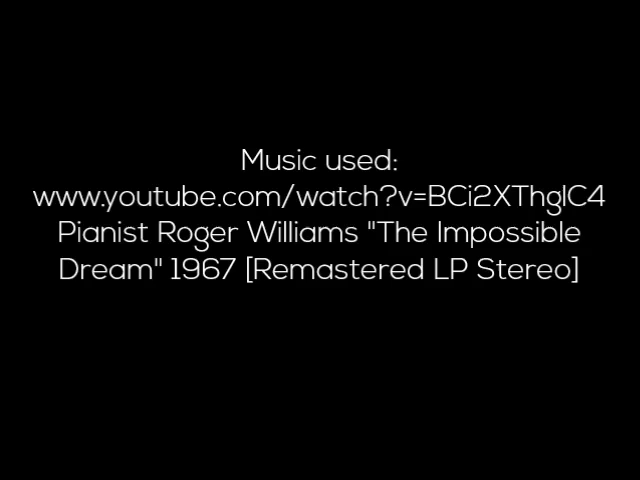 Music used:
www.youtube.com/watch?v=BCi2XThglC4
Pianist Roger Williams "The Impossible
Dream" 1967 [Remastered LP Stereo]